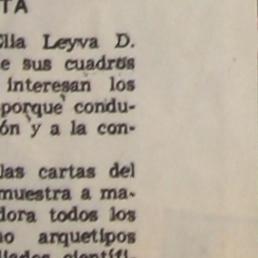 TA
Ella Leyva D.
e sus cuadros
interesan los
porque condu-
ón y a la con-
las cartas del
muestra a ma-
dora todos los
no arquetipos